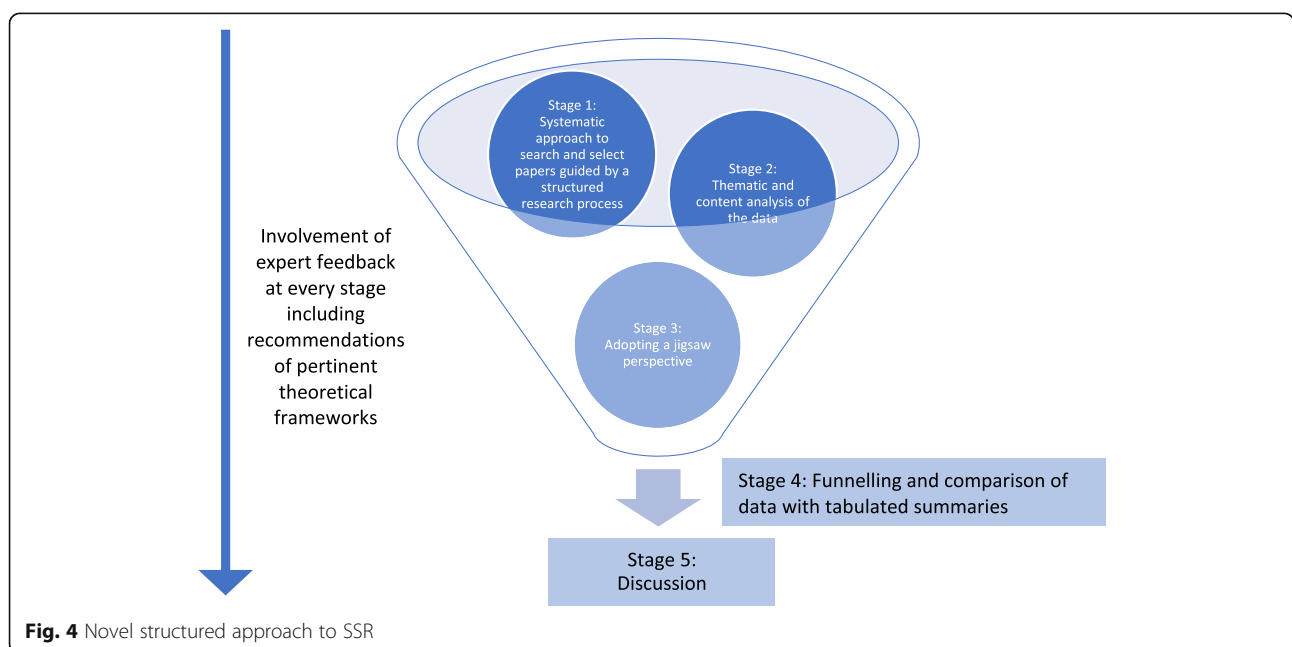 Stage 1:
Systematic
approach to
search and select
papers guided by a
structured
research process
Stage 2:
Thematic and
content analysis of
the data
Involvement of
expert feedback
at every stage
including
recommendations
of pertinent
theoretical
frameworks
Stage 3:
Adopting a jigsaw
perspective
Stage 4: Funnelling and comparison of
data with tabulated summaries
Stage 5:
Discussion
Fig. 4 Novel structured approach to SSR